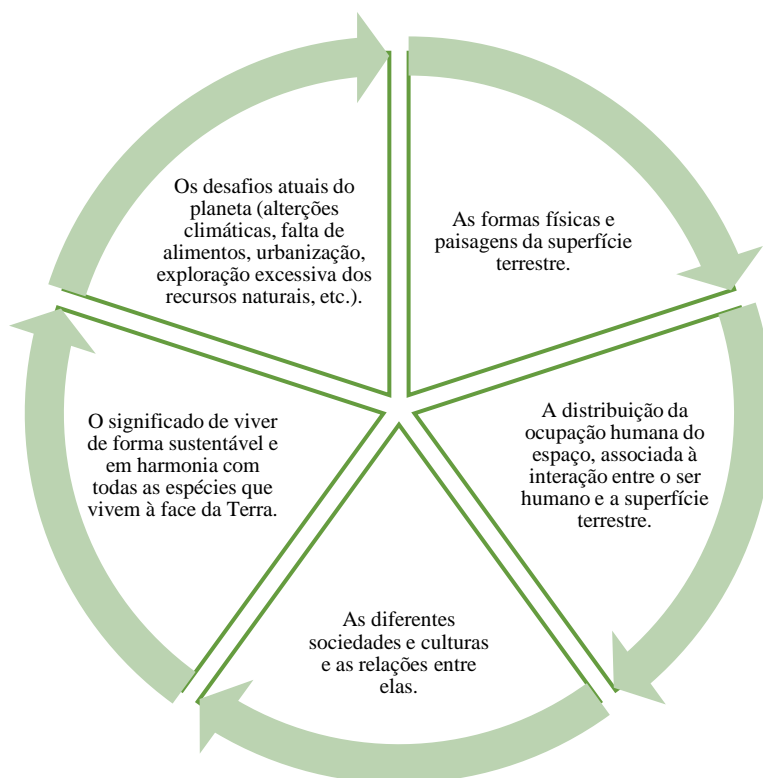 Os desafios atuais do
planeta (alterções
climáticas, falta de
alimentos, urbanização,
exploração excessiva dos
recursos naturais, etc.).
As formas físicas e
paisagens da superfície
terrestre.
A distribuição da
ocupação humana do
espaço, associada à
interação entre o ser
humano e a superfície
terrestre.
As diferentes
sociedades e culturas
e as relações entre
elas.
O significado de viver
de forma sustentável e
em harmonia com
todas as espécies que
vivem à face da Terra.